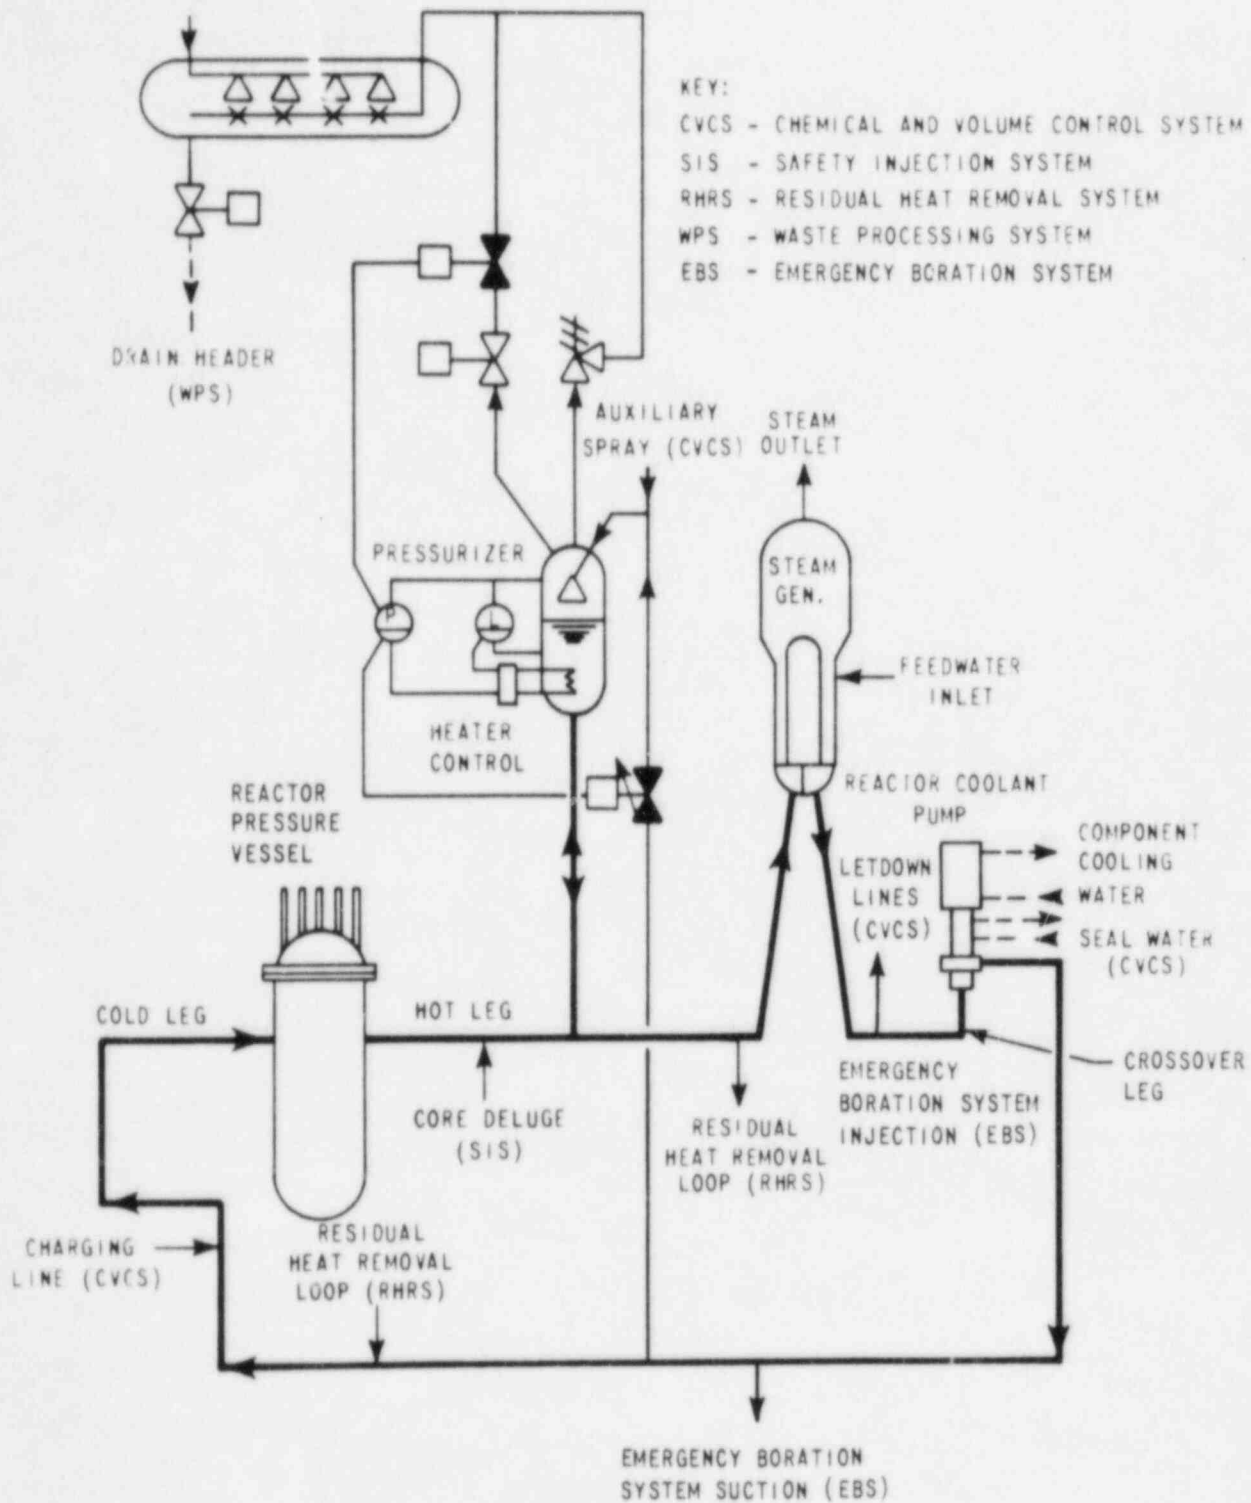 KEY:
CVCS - CHEMICAL AND VOLUME CONTROL SYSTEM
SIS - SAFETY INJECTION SYSTEM
RHRS - RESIDUAL HEAT REMOVAL SYSTEM
WPS - WASTE PROCESSING SYSTEM
EBS - EMERGENCY BORATION SYSTEM
DRAIN HEADER
(WPS)
AUXILIARY
SPRAY (CVCS)
STEAM
OUTLET
PRESSURIZER
P
L
STEAM
GEN.
FEEDWATER
INLET
HEATER
CONTROL
REACTOR
PRESSURE
VESSEL
REACTOR COOLANT
PUMP
LETDOWN
LINES
(CVCS)
COMPONENT
COOLING
WATER
SEAL WATER
(CVCS)
COLD LEG
HOT LEG
CROSSOVER
LEG
CORE DELUGE
(SIS)
RESIDUAL
HEAT REMOVAL
LOOP (RHRS)
EMERGENCY
BORATION SYSTEM
INJECTION (EBS)
CHARGING
LINE (CVCS)
RESIDUAL
HEAT REMOVAL
LOOP (RHRS)
EMERGENCY BORATION
SYSTEM SUCTION (EBS)